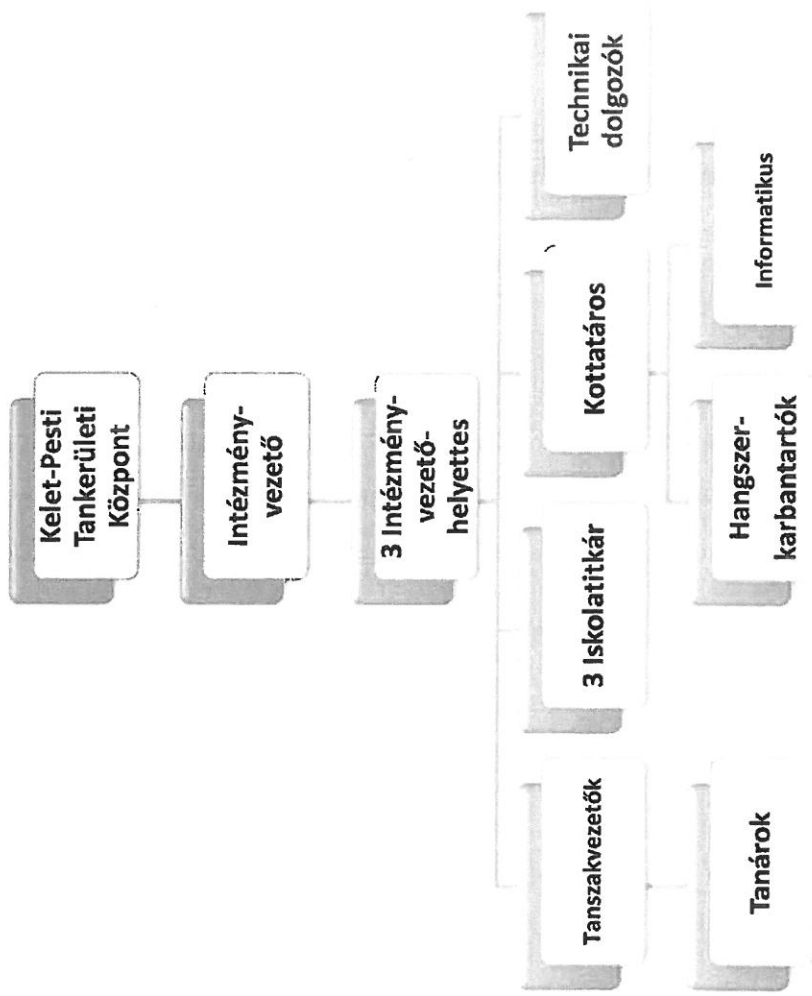 Kelet-Pesti
Tankerületi
Központ
Intézmény-
vezető
3 Intézmény-
vezető-
helyettes
Tanszakvezetők
3 Iskolatitkár
Kottatáros
Technikai
dolgozók
Tanárok
Hangszer-
karbantartók
Informatikus